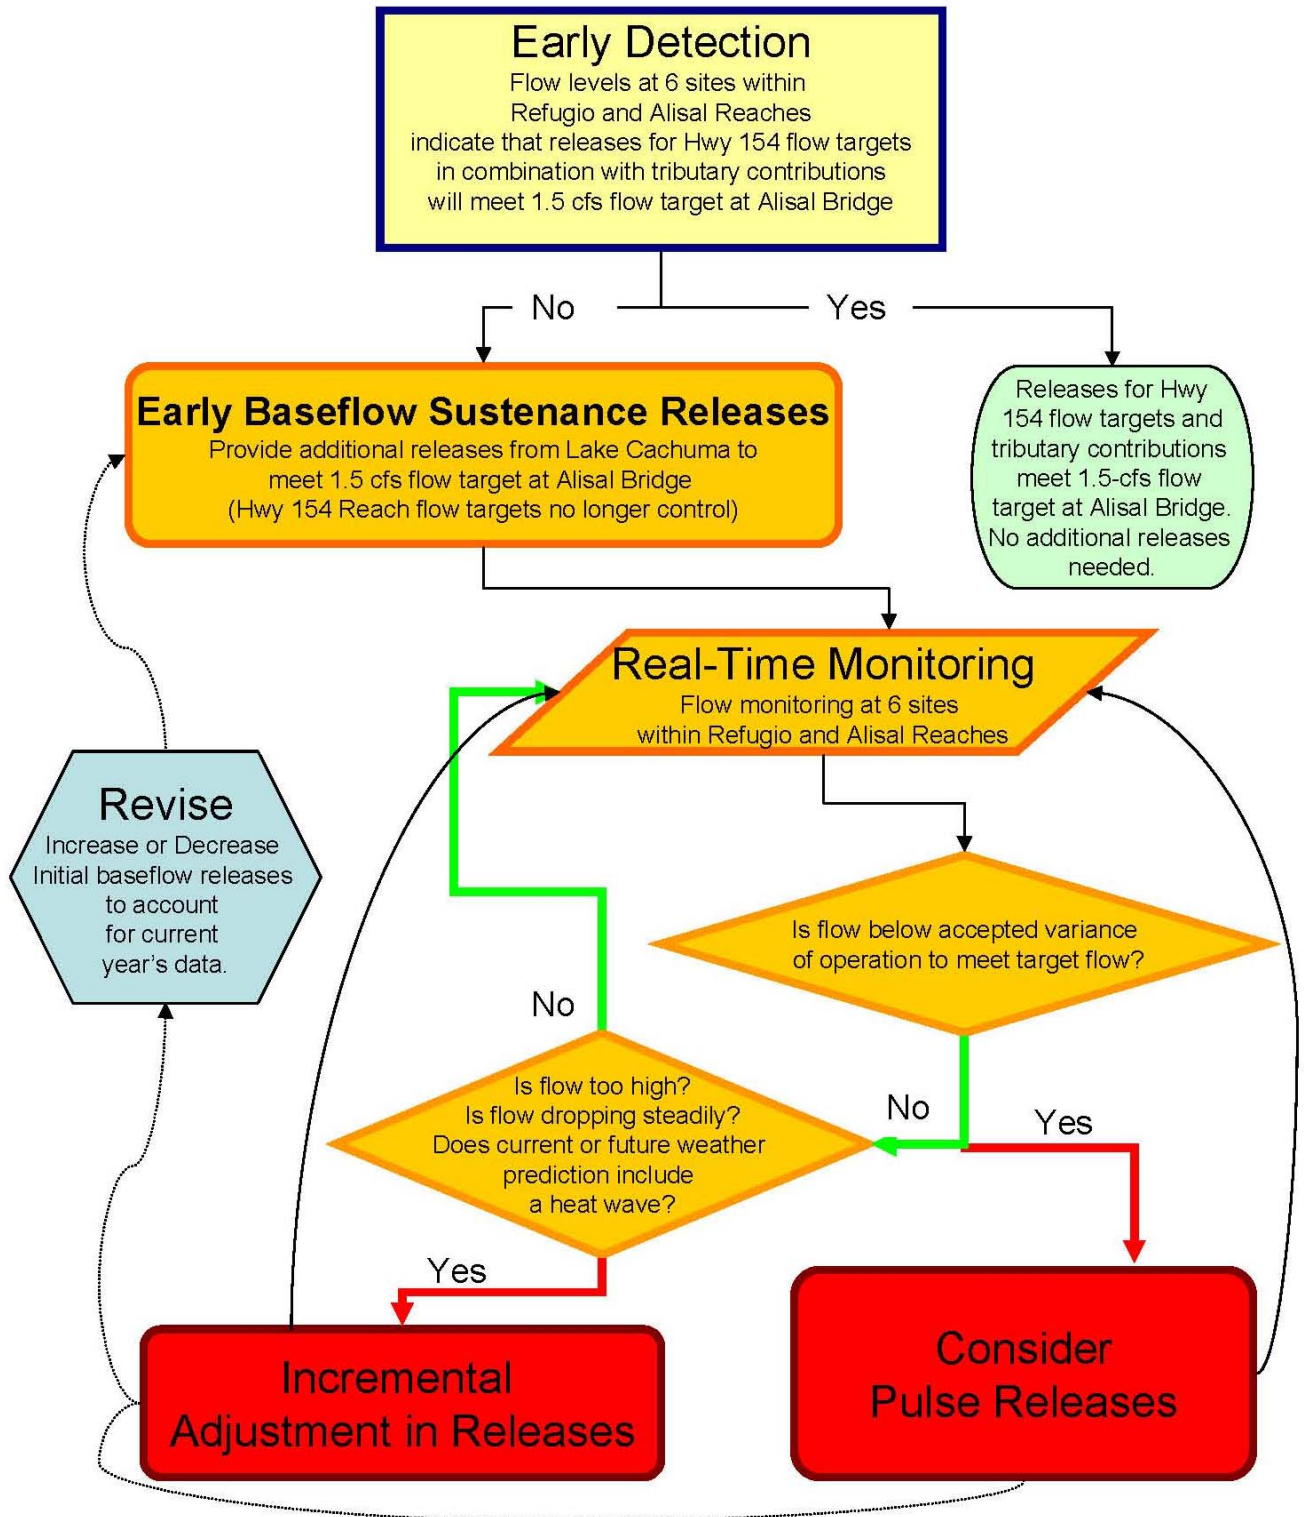 Early Detection
Flow levels at 6 sites within
Refugio and Alisal Reaches
indicate that releases for Hwy 154 flow targets
in combination with tributary contributions
will meet 1.5 cfs flow target at Alisal Bridge
No
Yes
Early Baseflow Sustenance Releases
Provide additional releases from Lake Cachuma to
meet 1.5 cfs flow target at Alisal Bridge
(Hwy 154 Reach flow targets no longer control)
Releases for Hwy
154 flow targets and
tributary contributions
meet 1.5-cfs flow
target at Alisal Bridge.
No additional releases
needed.
Real-Time Monitoring
Flow monitoring at 6 sites
within Refugio and Alisal Reaches
Revise
Increase or Decrease
Initial baseflow releases
to account
for current
year's data.
Is flow below accepted variance
of operation to meet target flow?
No
Is flow too high?
Is flow dropping steadily?
Does current or future weather
prediction include
a heat wave?
No
Yes
Yes
Incremental
Adjustment in Releases
Consider
Pulse Releases